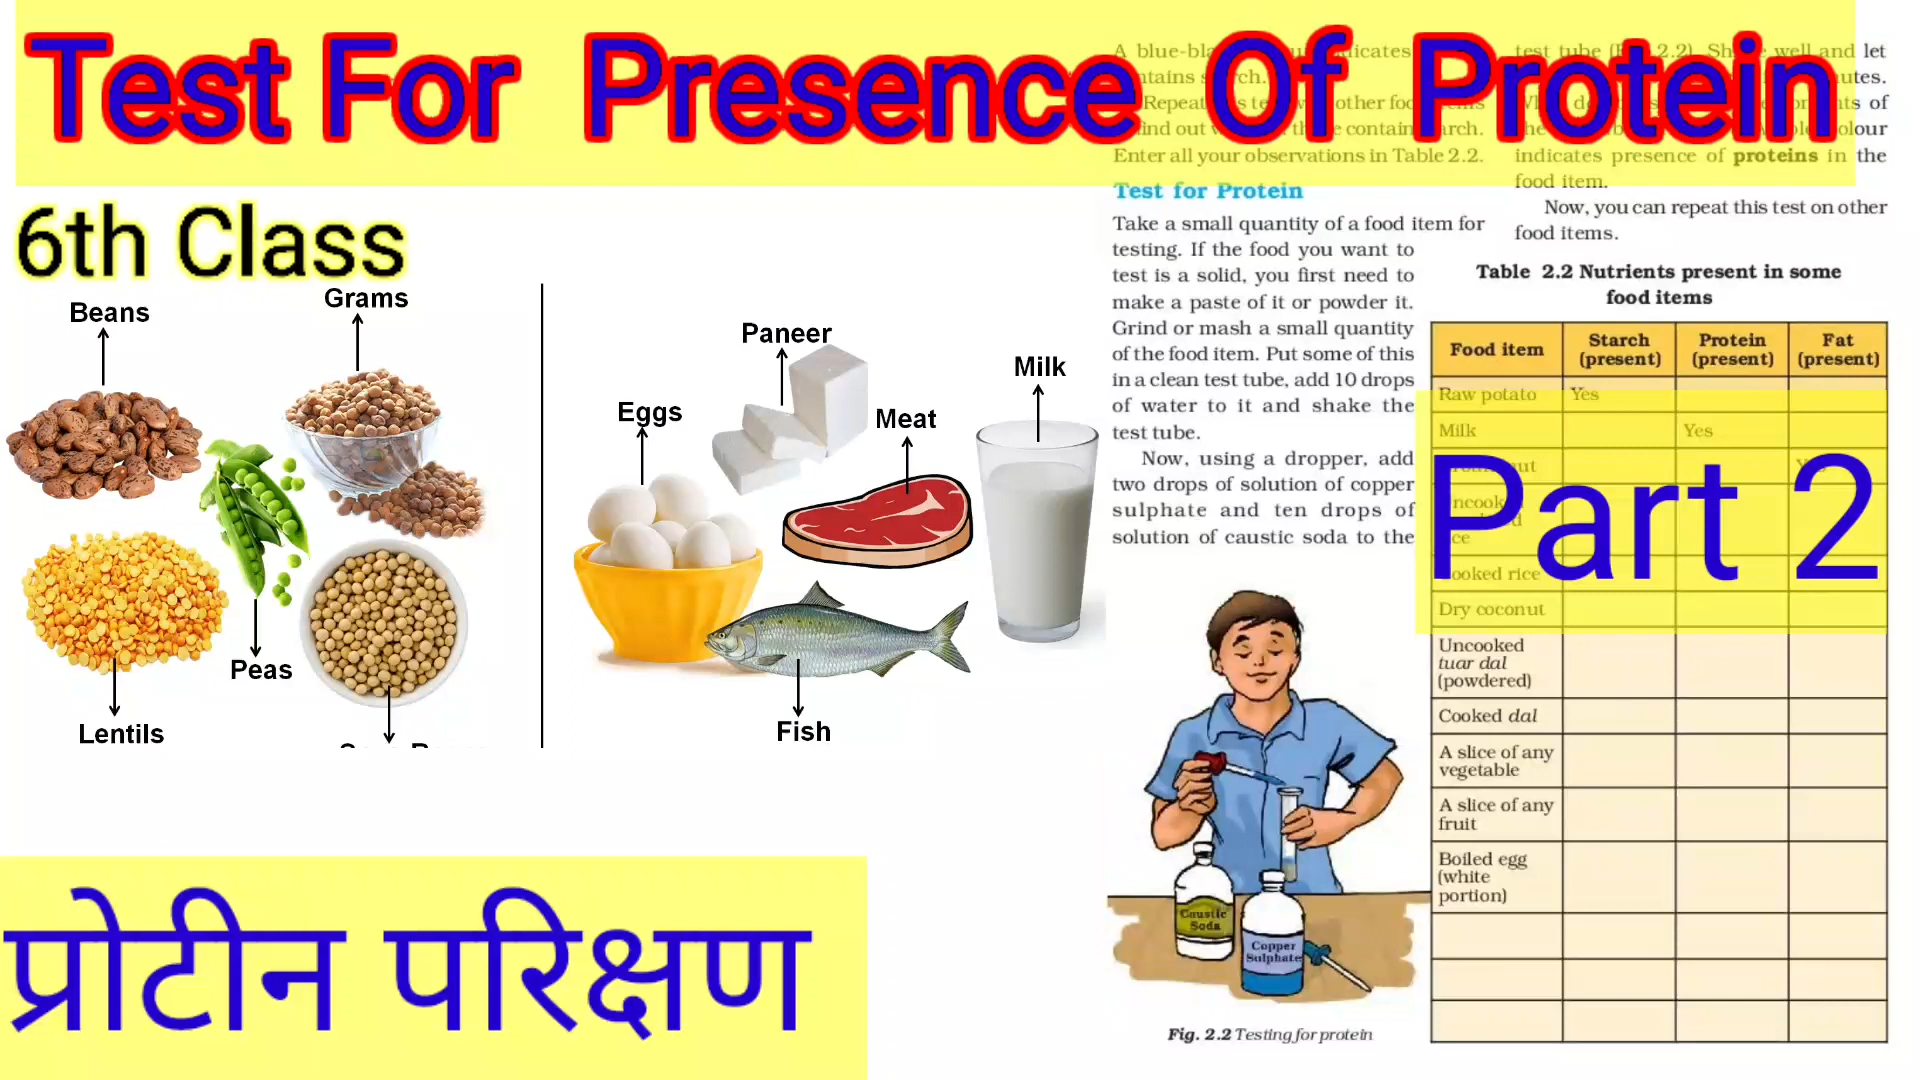 Test For Presence Of Protein
6th Class
Beans
Grams
Peas
Lentils
Paneer
Eggs
Meat
Milk
Fish
Enter all your observations in Table 2.2.
Test for Protein
Take a small quantity of a food item for
testing. If the food you want to
test is a solid, you first need to
make a paste of it or powder it.
Grind or mash a small quantity
of the food item. Put some of this
in a clean test tube, add 10 drops
of water to it and shake the
test tube.
Now, using a dropper, add
two drops of solution of copper
sulphate and ten drops of
solution of caustic soda to the
well and let
indicates presence of proteins in the
food item.
Now, you can repeat this test on other
food items.
Table 2.2 Nutrients present in some
food items
Food item Starch (present) Protein (present) Fat (present)
Raw potato Yes
Milk Yes
Part 2
cooked rice
Dry coconut
Uncooked
tuar dal
(powdered)
Cooked dal
A slice of any
vegetable
A slice of any
fruit
Boiled egg
(white
portion)
Caustic
Soda
Copper
Sulphate
Fig. 2.2 Testing for protein
प्रोटीन परिक्षण